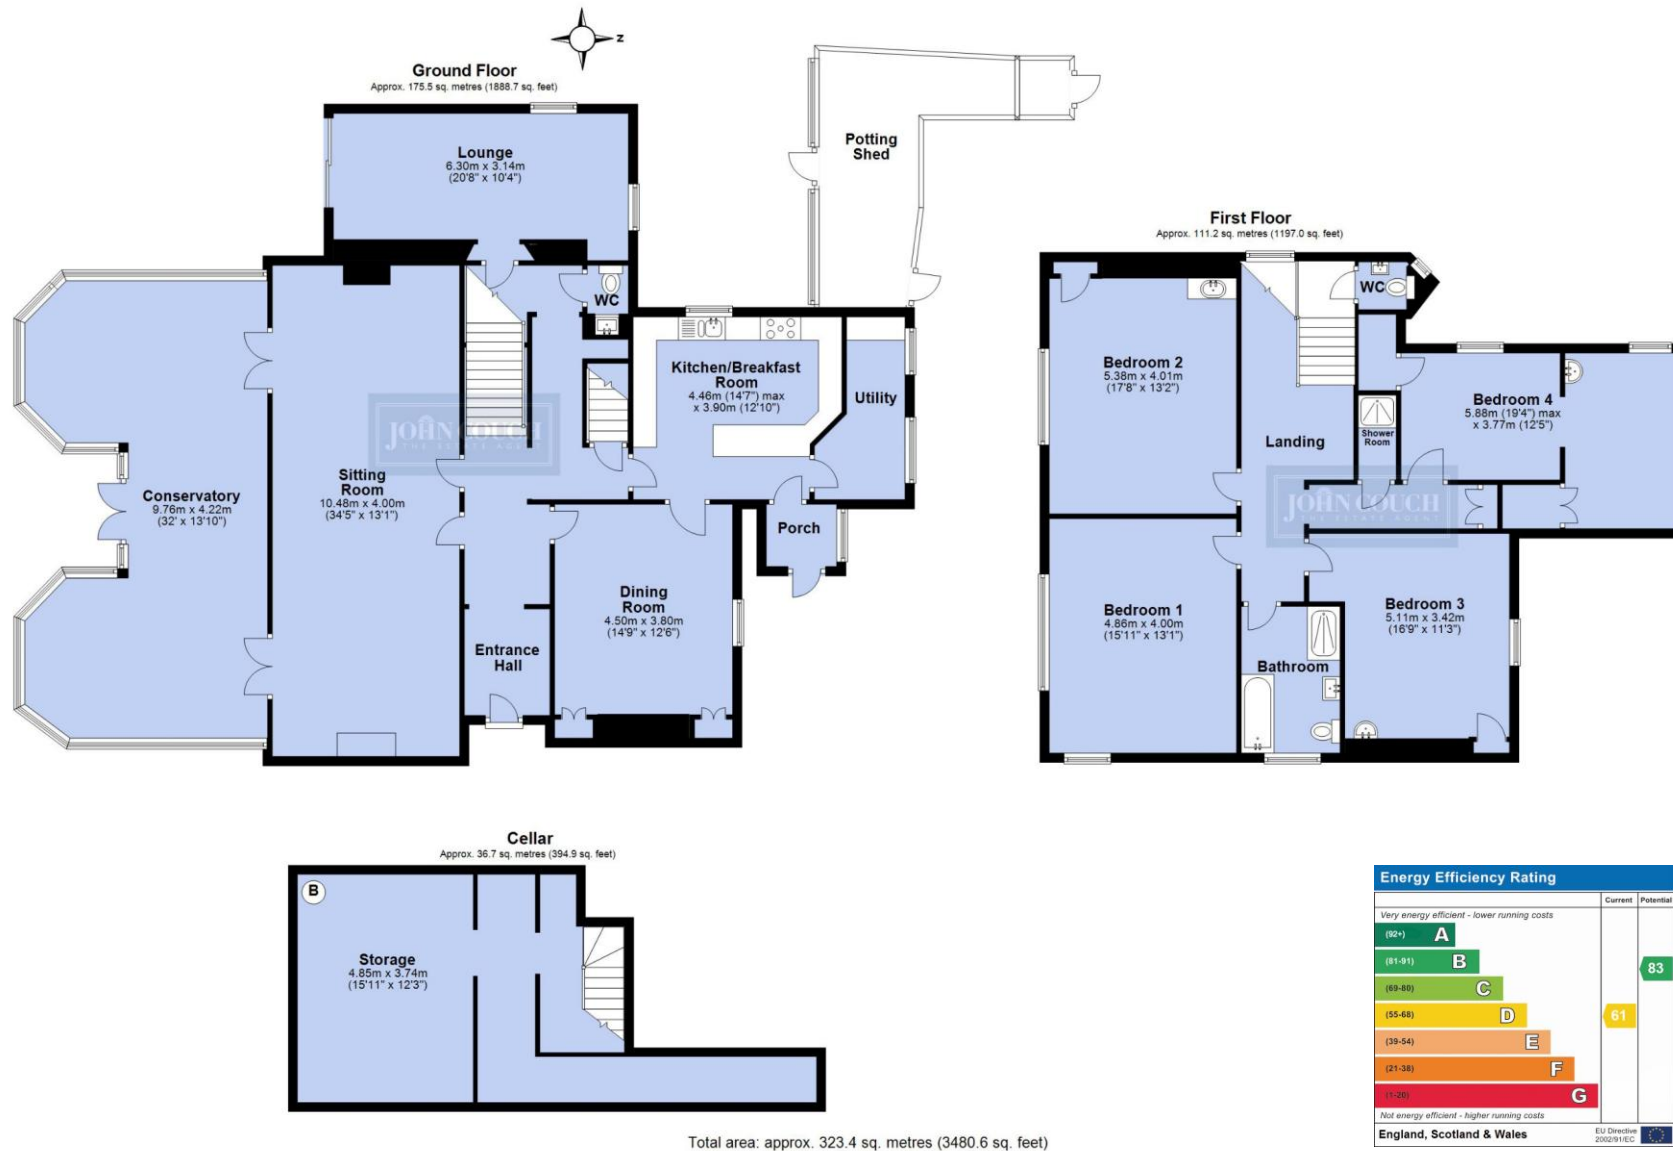 Z
Ground Floor
Approx. 175.5 sq. metres (1888.7 sq. feet)
Lounge
6.30m x 3.14m
(20'8" x 10'4")
Potting
Shed
WC
Kitchen/Breakfast
Room
4.46m (14'7") max
x 3.90m (12'10")
Utility
JOHN COUCH
THE ESTATE AGENT
Conservatory
9.76m x 4.22m
(32' x 13'10")
Sitting
Room
10.48m x 4.00m
(34'5" x 13'1")
Porch
Dining
Room
4.50m x 3.80m
(14'9" x 12'6")
Entrance
Hall
First Floor
Approx. 111.2 sq. metres (1197.0 sq. feet)
WC
Bedroom 2
5.38m x 4.01m
(17'8" x 13'2")
Bedroom 4
5.88m (19'4") max
x 3.77m (12'5")
Shower
Room
Landing
JOHN COUCH
THE ESTATE AGENT
Bedroom 1
4.86m x 4.00m
(15'11" x 13'1")
Bedroom 3
5.11m x 3.42m
(16'9" x 11'3")
Bathroom
Cellar
Approx. 36.7 sq. metres (394.9 sq. feet)
B
Storage
4.85m x 3.74m
(15'11" x 12'3")
Total area: approx. 323.4 sq. metres (3480.6 sq. feet)
Energy Efficiency Rating
Current Potential
Very energy efficient - lower running costs
(92+) A
(81-91) B
83
(69-80) C
(55-68) D 61
(39-54) E
(21-38) F
(1-20) G
Not energy efficient - higher running costs
England, Scotland & Wales
EU Directive
2002/91/EC